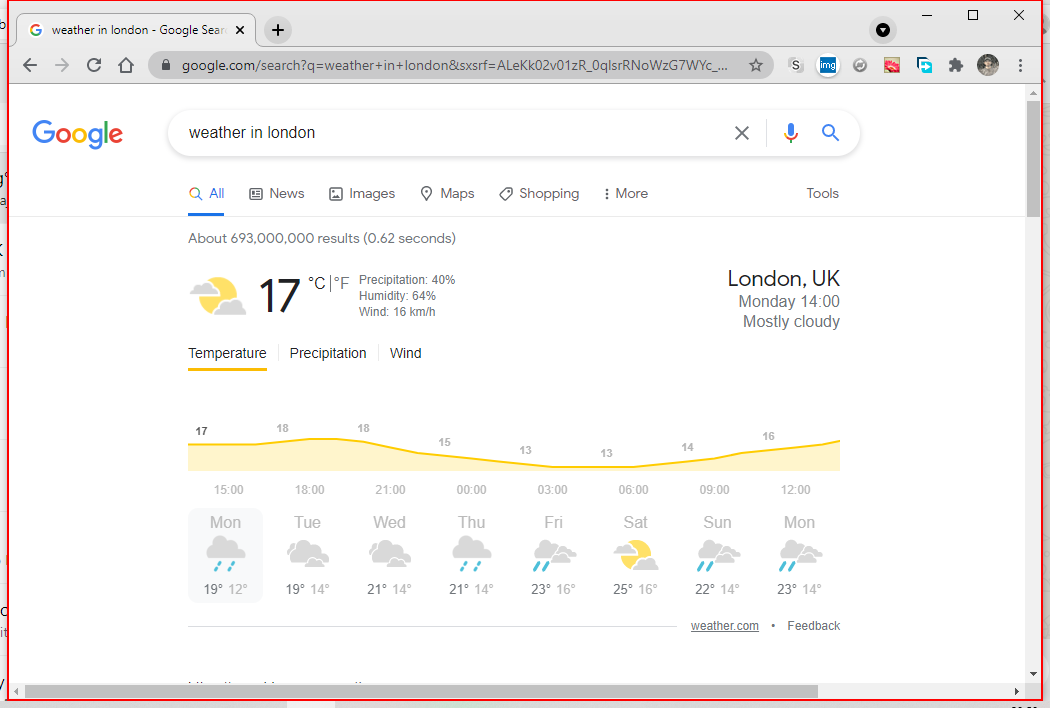 weather in london - Google Sear
google.com/search?q=weather+in+london&sxsrf=ALeKk02v01zR_0qlsrRNoWzG7WYc_...
S
img
Google
weather in london
All News Images Maps Shopping More Tools
About 693,000,000 results (0.62 seconds)
17 °C | °F
Precipitation: 40%
Humidity: 64%
Wind: 16 km/h
London, UK
Monday 14:00
Mostly cloudy
Temperature Precipitation Wind
17 18 18 15 13 13 14 16
15:00 18:00 21:00 00:00 03:00 06:00 09:00 12:00
Mon Tue Wed Thu Fri Sat Sun Mon
19° 12° 19° 14° 21° 14° 21° 14° 23° 16° 25° 16° 22° 14° 23° 14°
weather.com • Feedback